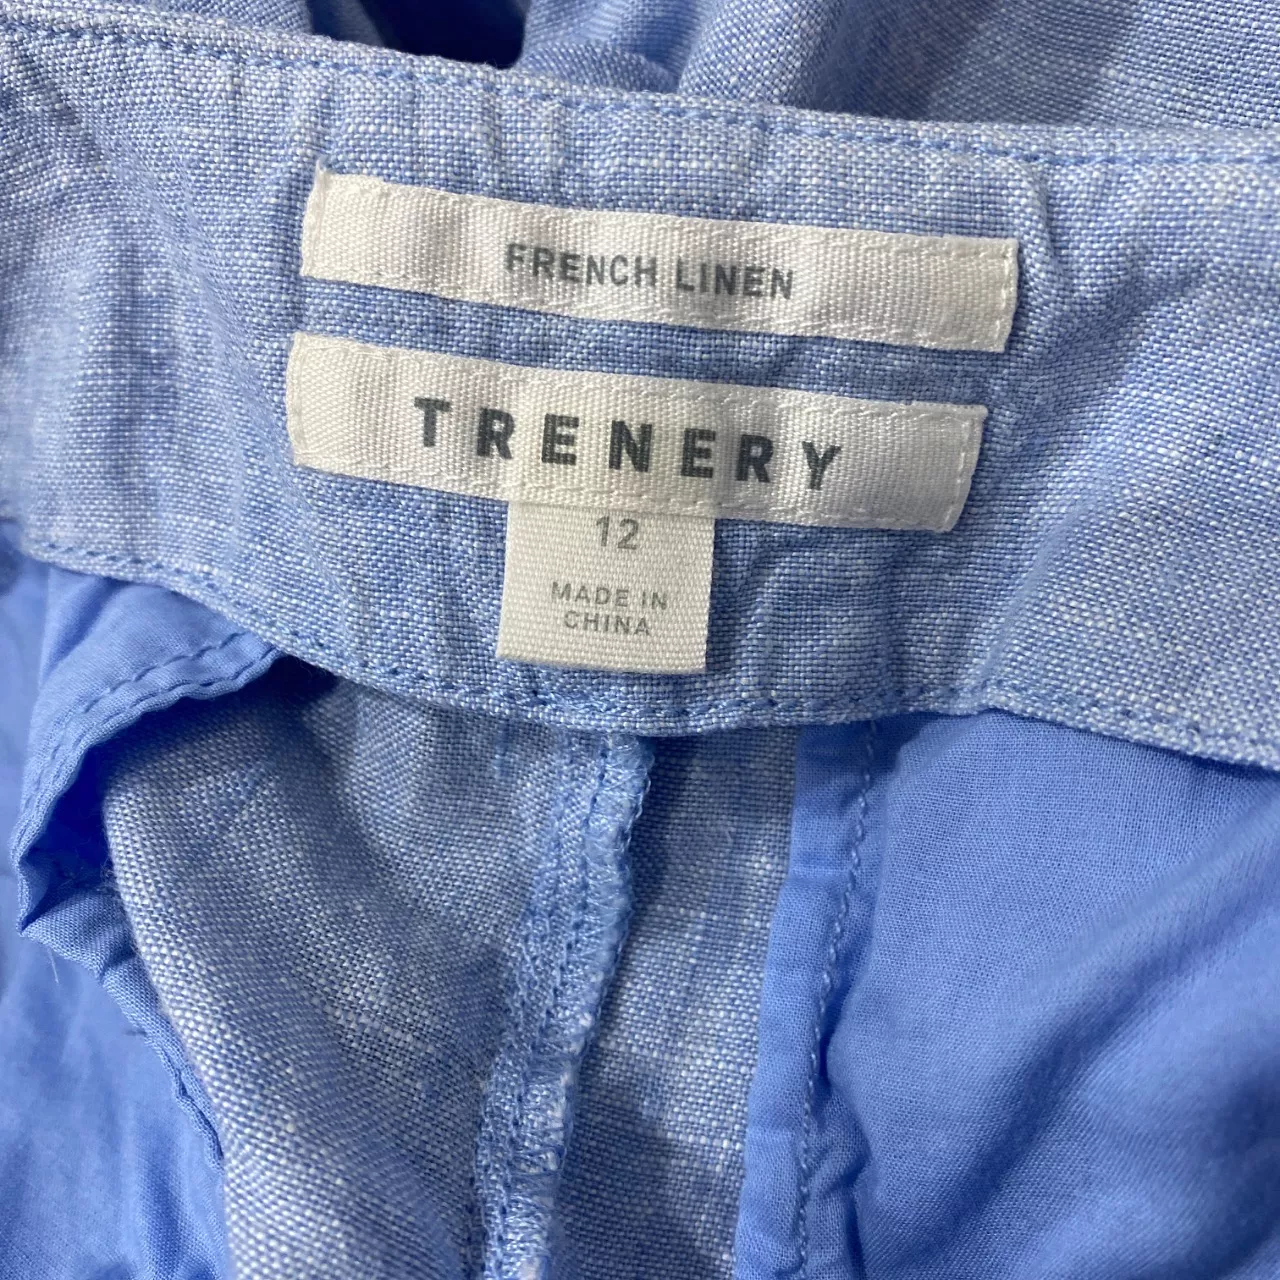 FRENCH LINEN
TRENERY
12
MADE IN
CHINA